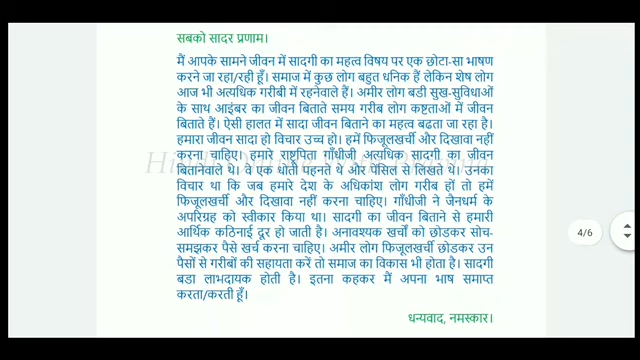 सबको सादर प्रणाम।
मैं आपके सामने जीवन में सादगी का महत्व विषय पर एक छोटा-सा भाषण
करने जा रहा/रही हूँ। समाज में कुछ लोग बहुत धनिक हैं लेकिन शेष लोग
आज भी अत्यधिक गरीबी में रहनेवाले हैं। अमीर लोग बडी सुख-सुविधाओं
के साथ आइंबर का जीवन बिताते समय गरीब लोग कष्टताओं में जीवन
बिताते हैं। ऐसी हालत में सादा जीवन बिताने का महत्व बढता जा रहा है।
हमारा जीवन सादा हो विचार उच्च हो। हमें फिजूलखर्ची और दिखावा नहीं
करना चाहिए। हमारे राष्ट्रपिता गाँधीजी अत्यधिक सादगी का जीवन
बितानेवाले थे। वे एक धोती पहनते थे और पेंसिल से लिखते थे। उनका
विचार था कि जब हमारे देश के अधिकांश लोग गरीब हों तो हमें
फिजूलखर्ची और दिखावा नहीं करना चाहिए। गाँधीजी ने जैनधर्म के
अपरिग्रह को स्वीकार किया था। सादगी का जीवन बिताने से हमारी
आर्थिक कठिनाई दूर हो जाती है। अनावश्यक खर्चों को छोडकर सोच-
समझकर पैसे खर्च करना चाहिए। अमीर लोग फिजूलखर्ची छोडकर उन
पैसों से गरीबों की सहायता करें तो समाज का विकास भी होता है। सादगी
बडा लाभदायक होती है। इतना कहकर मैं अपना भाष समाप्त
करता/करती हूँ।
धन्यवाद, नमस्कार।
4/6